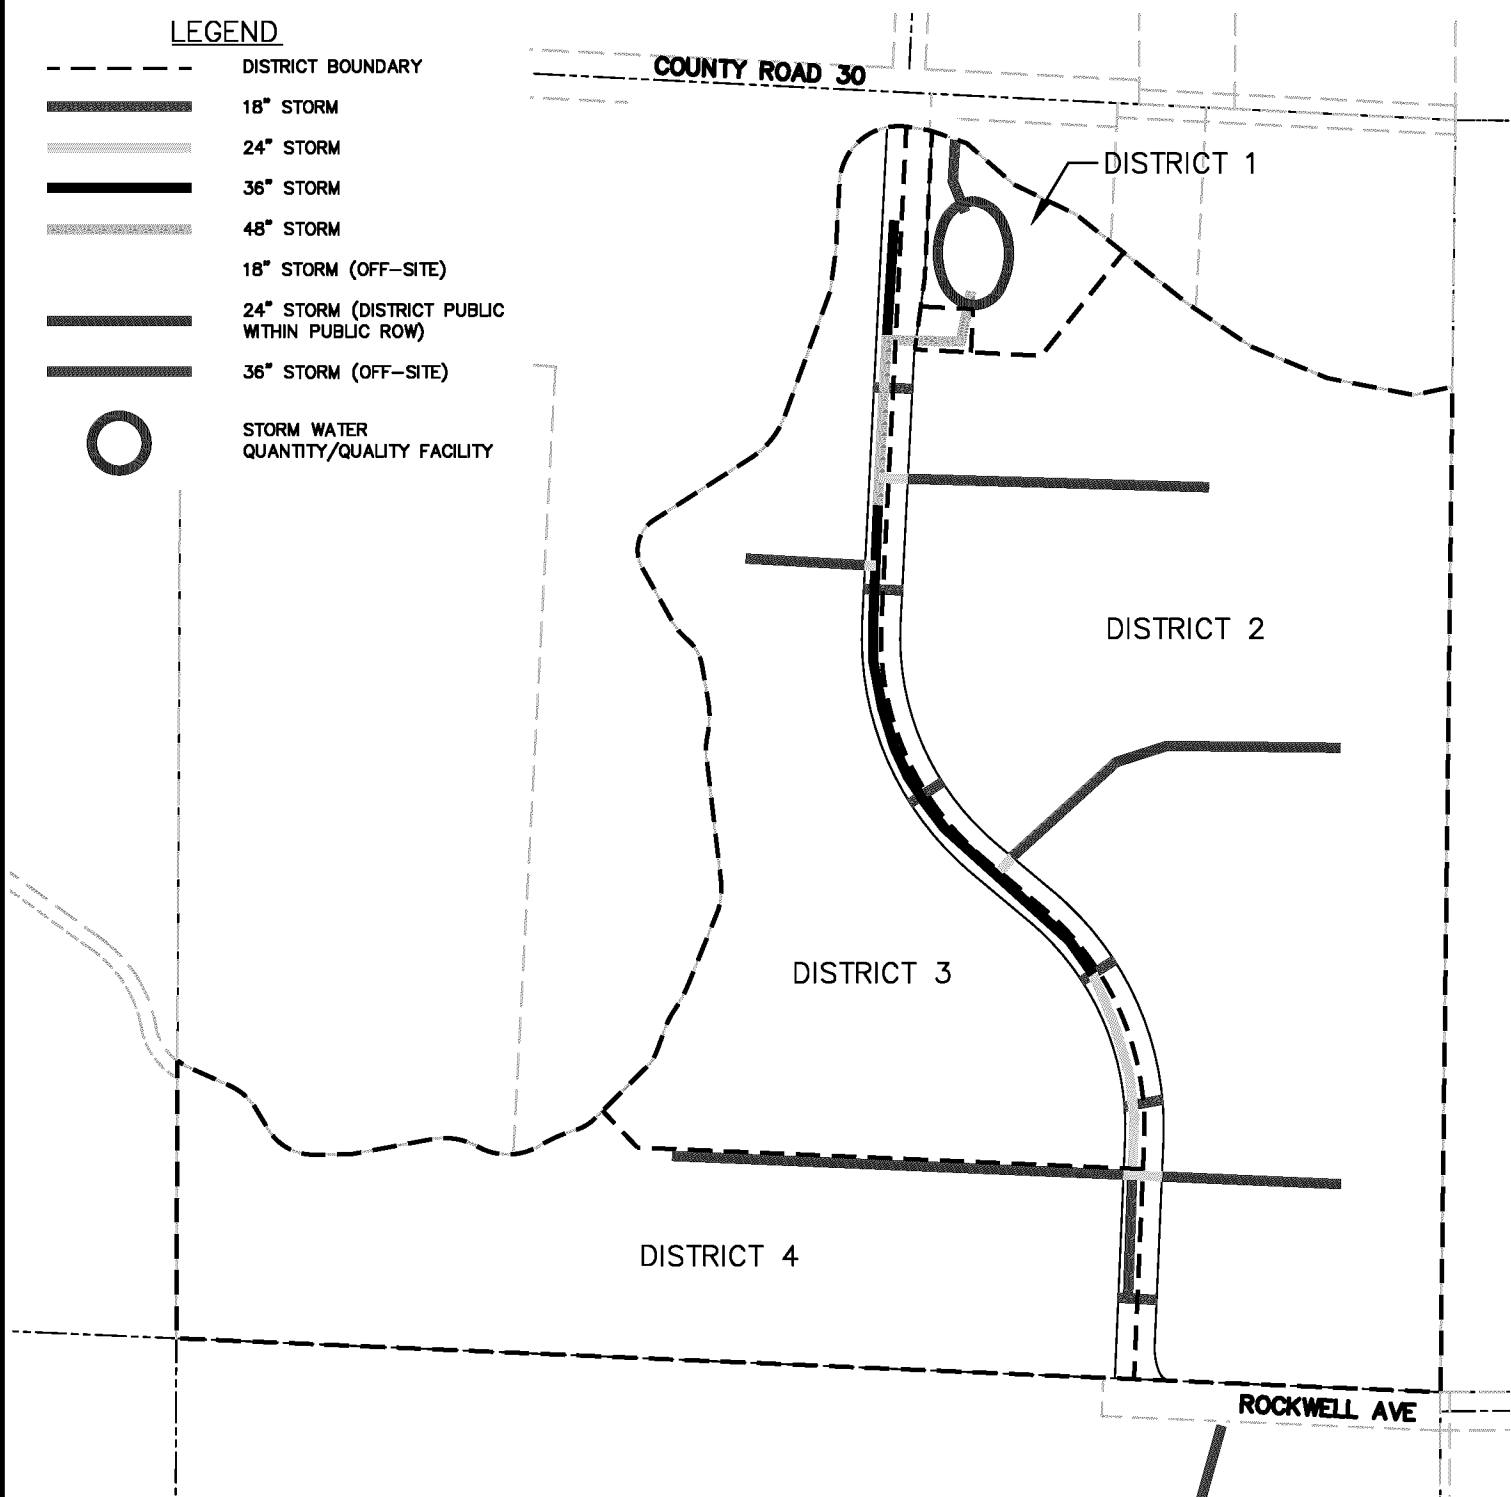 LEGEND
DISTRICT BOUNDARY
18" STORM
24" STORM
36" STORM
48" STORM
18" STORM (OFF-SITE)
24" STORM (DISTRICT PUBLIC
WITHIN PUBLIC ROW)
36" STORM (OFF-SITE)
STORM WATER
QUANTITY/QUALITY FACILITY
COUNTY ROAD 30
DISTRICT 1
DISTRICT 2
DISTRICT 3
DISTRICT 4
ROCKWELL AVE